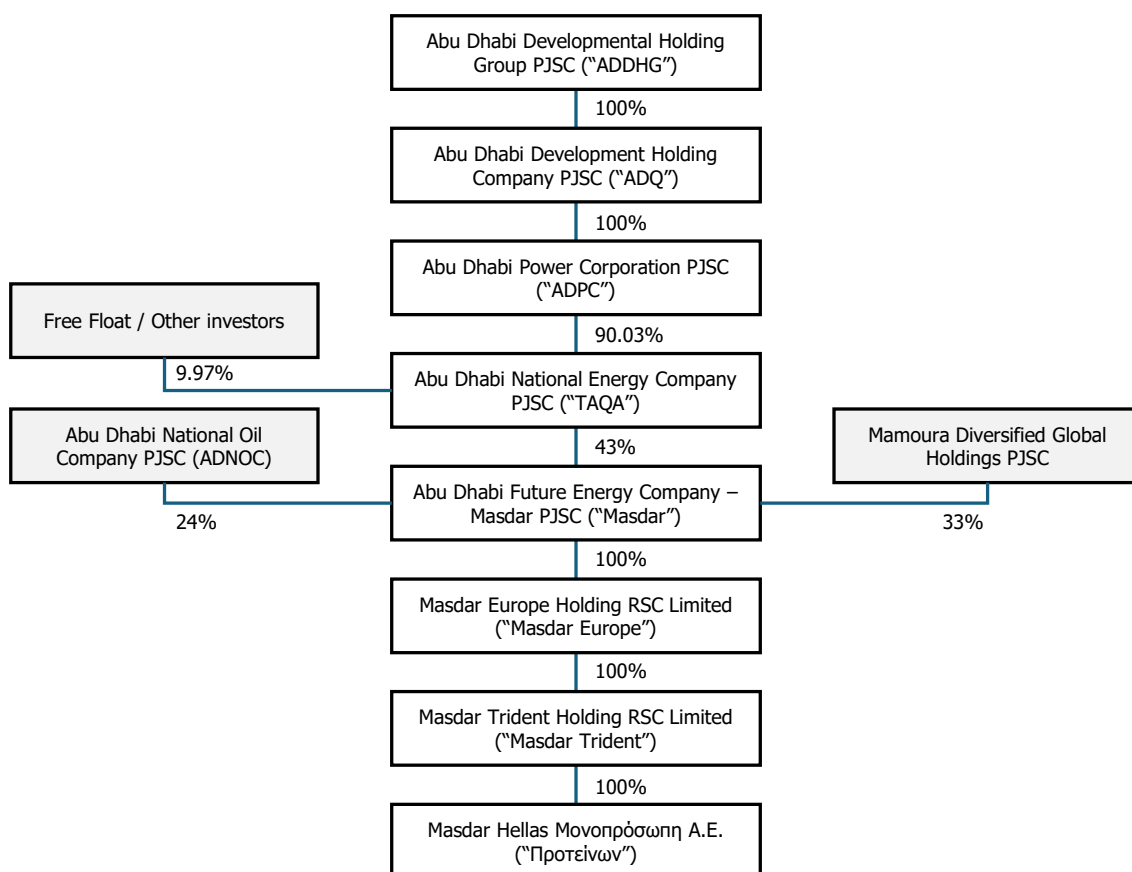 Abu Dhabi Developmental Holding
Group PJSC (“ADDHG”)
100%
Abu Dhabi Development Holding
Company PJSC (“ADQ”)
100%
Abu Dhabi Power Corporation PJSC
(“ADPC”)
Free Float / Other investors
90.03%
9.97%
Abu Dhabi National Energy Company
PJSC (“TAQA”)
Abu Dhabi National Oil
Company PJSC (ADNOC)
43%
Mamoura Diversified Global
Holdings PJSC
Abu Dhabi Future Energy Company –
Masdar PJSC (“Masdar”)
24%
33%
100%
Masdar Europe Holding RSC Limited
(“Masdar Europe”)
100%
Masdar Trident Holding RSC Limited
(“Masdar Trident”)
100%
Masdar Hellas Μονοπρόσωπη Α.Ε.
(“Προτείνων”)